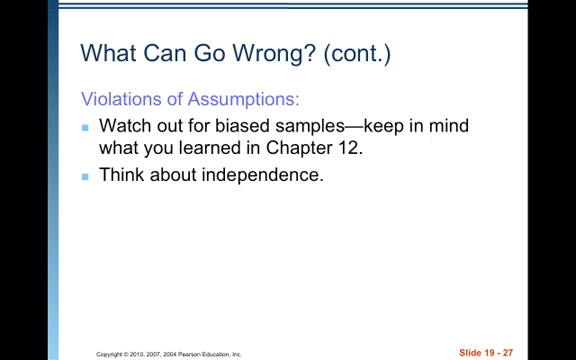 What Can Go Wrong? (cont.)
Violations of Assumptions:
Watch out for biased samples—keep in mind
what you learned in Chapter 12.
Think about independence.
Copyright © 2010, 2007, 2004 Pearson Education, Inc.
Slide 19 - 27